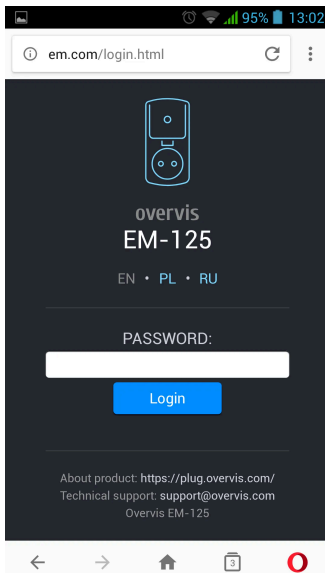 95% 13:02
em.com/login.html
overvis
EM-125
EN • PL • RU
PASSWORD:
Login
About product: https://plug.overvis.com/
Technical support: support@overvis.com
Overvis EM-125
3